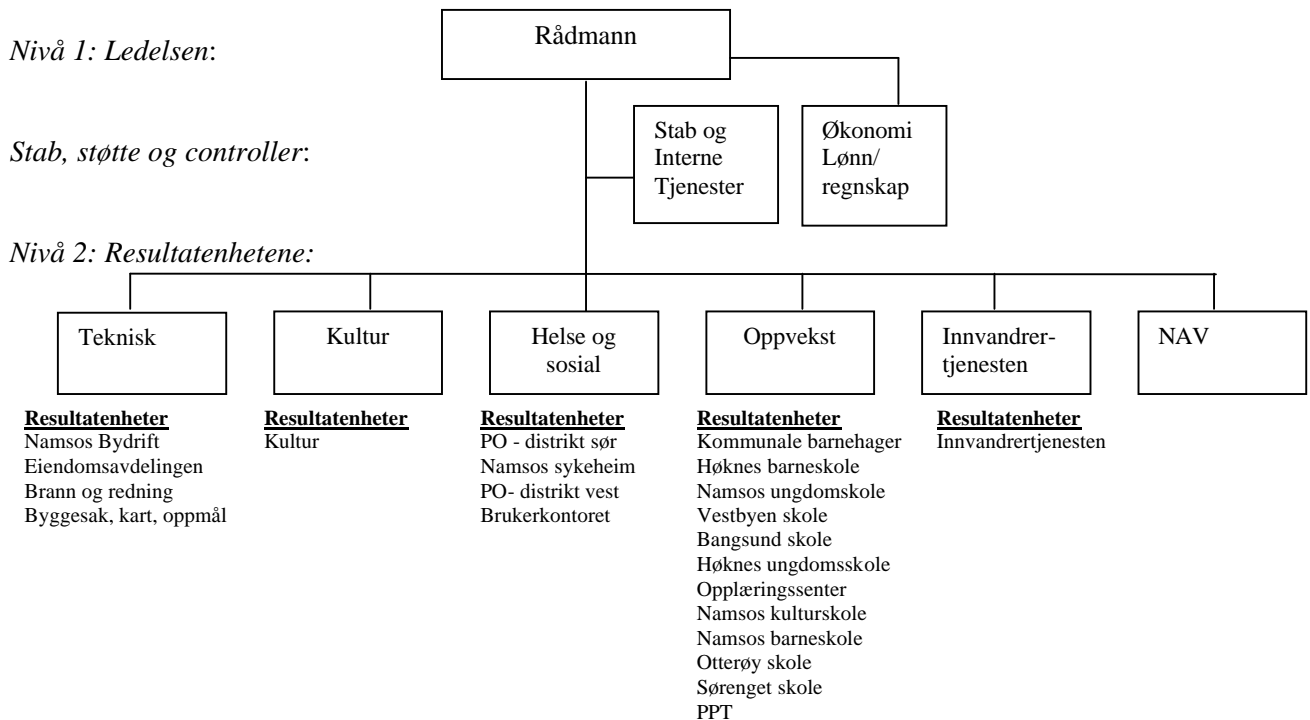 Nivå 1: Ledelsen:
Rådmann
Stab, støtte og controller:
Stab og
Interne
Tjenester
Økonomi
Lønn/
regnskap
Nivå 2: Resultatenhetene:
Teknisk
Kultur
Helse og
sosial
Oppvekst
Innvandrer-
tjenesten
NAV
Resultatenheter
Namsos Bydrift
Eiendomsavdelingen
Brann og redning
Byggesak, kart, oppmål
Resultatenheter
Kultur
Resultatenheter
PO - distrikt sør
Namsos sykeheim
PO- distrikt vest
Brukerkontoret
Resultatenheter
Kommunale barnehager
Høknes barneskole
Namsos ungdomskole
Vestbyen skole
Bangsund skole
Høknes ungdomsskole
Opplæringssenter
Namsos kulturskole
Namsos barneskole
Otterøy skole
Sørenget skole
PPT
Resultatenheter
Innvandrertjenesten